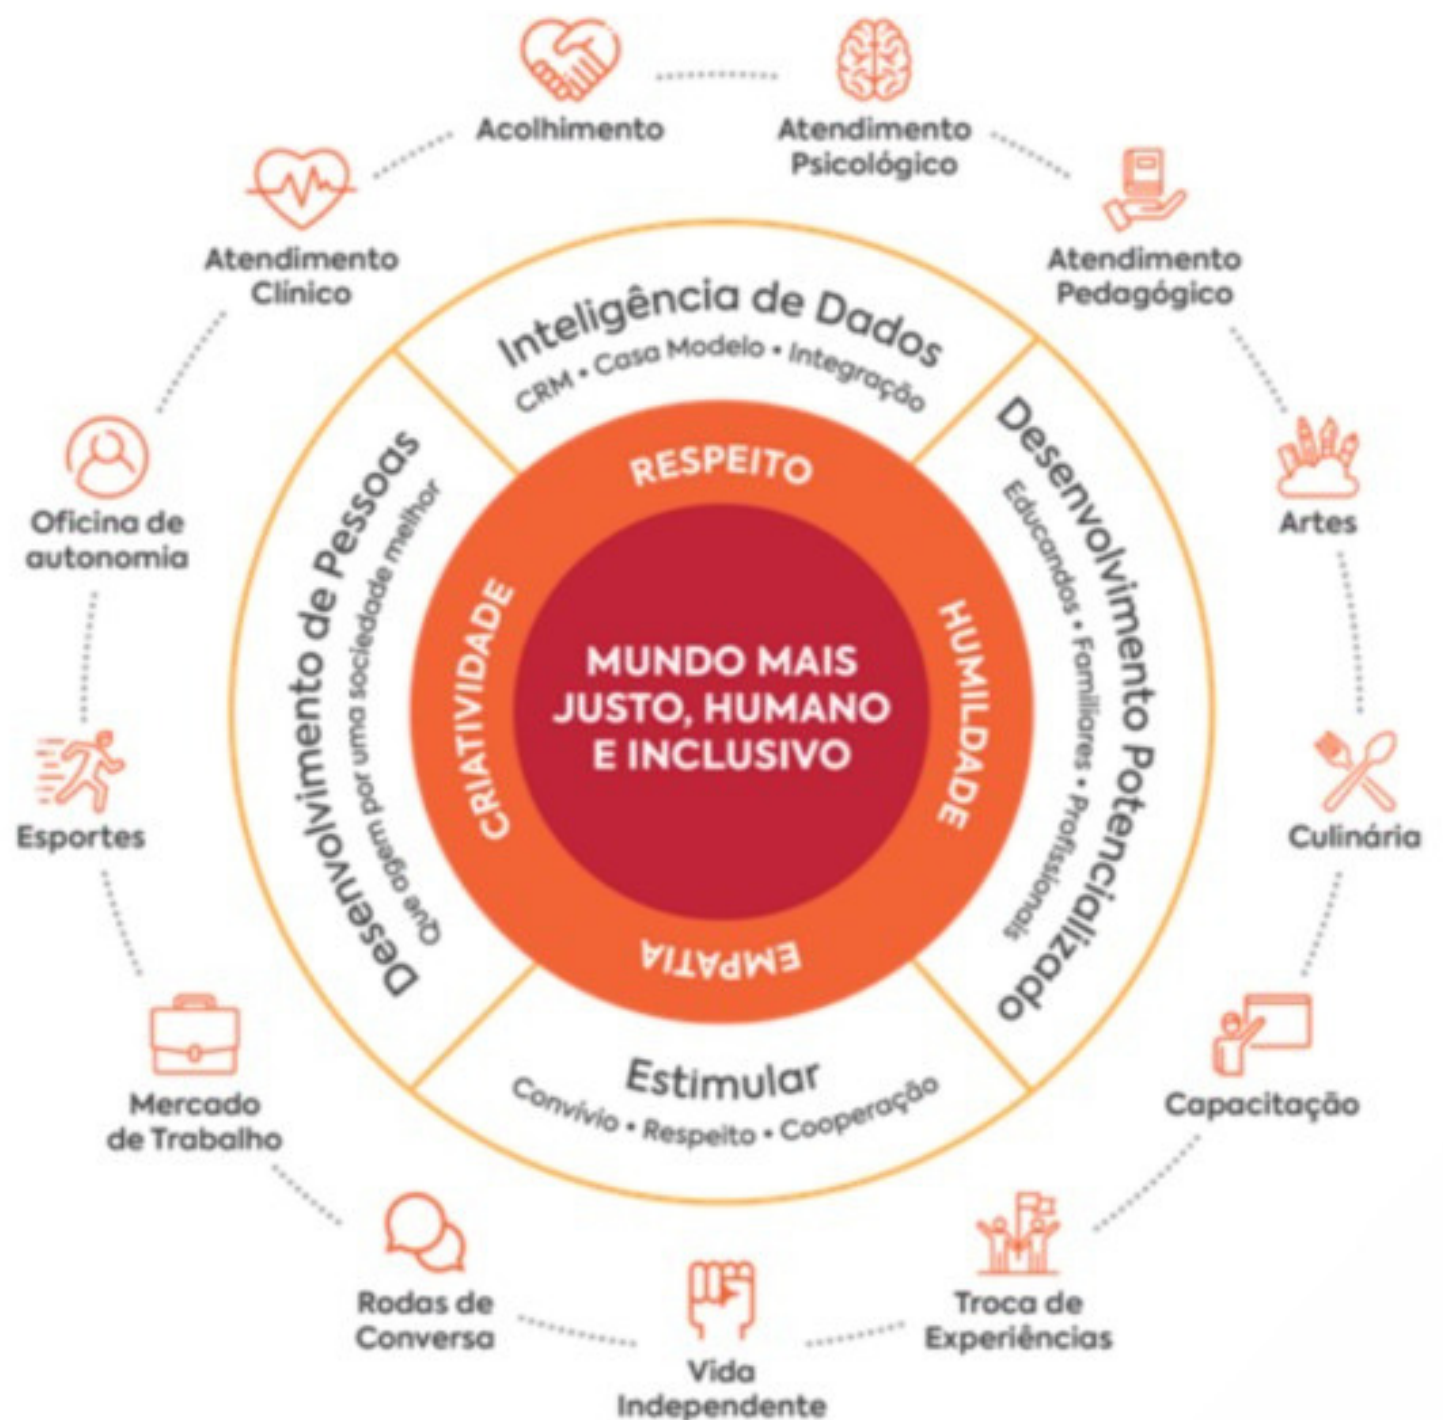 Acolhimento
Atendimento
Psicológico
Atendimento
Pedagógico
Artes
Culinária
Capacitação
Troca de
Experiências
Vida
Independente
Rodas de
Conversa
Mercado
de Trabalho
Esportes
Oficina de
autonomia
Atendimento
Clínico
Inteligência de Dados
CRM • Casa Modelo • Integração
Desenvolvimento Potencializado
Educandos • Familiares • Profissionais
Estimular
Convívio • Respeito • Cooperação
Desenvolvimento de Pessoas
Que agem por uma sociedade melhor
RESPEITO
HUMILDADE
EMPATIA
CRIATIVIDADE
MUNDO MAIS
JUSTO, HUMANO
E INCLUSIVO